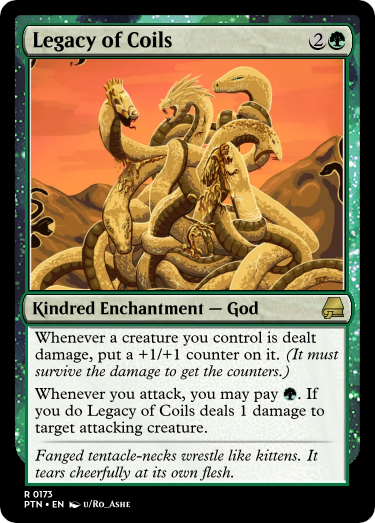 Legacy of Coils 2
Kindred Enchantment — God
Whenever a creature you control is dealt
damage, put a +1/+1 counter on it. (It must
survive the damage to get the counters.)
Whenever you attack, you may pay . If
you do Legacy of Coils deals 1 damage to
target attacking creature.
Fanged tentacle-necks wrestle like kittens. It
tears cheerfully at its own flesh.
R 0173
PTN • EN u/Ro_Ashe